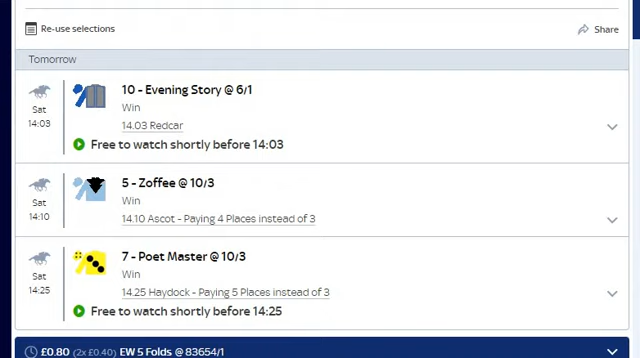 Re-use selections
Share
Tomorrow
Sat
14:03
10 - Evening Story @ 6/1
Win
14.03 Redcar
Free to watch shortly before 14:03
Sat
14:10
5 - Zoffee @ 10/3
Win
14.10 Ascot - Paying 4 Places instead of 3
Sat
14:25
7 - Poet Master @ 10/3
Win
14.25 Haydock - Paying 5 Places instead of 3
Free to watch shortly before 14:25
£0.80 (2x £0.40) EW 5 Folds @ 83654/1